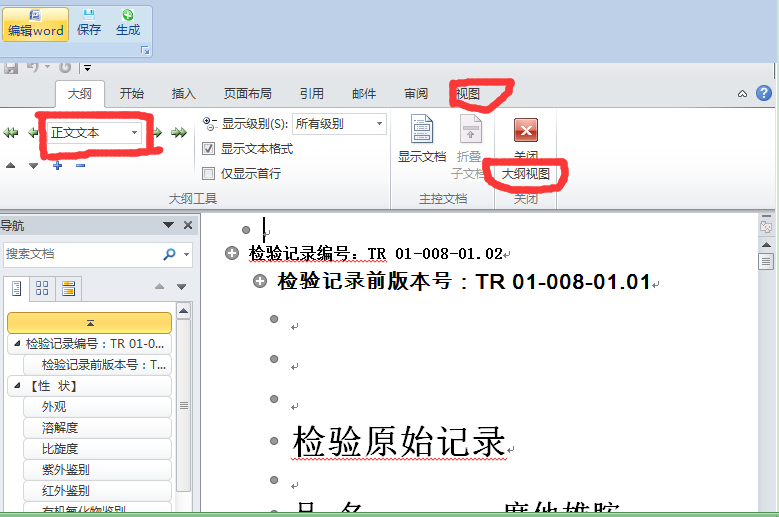 编辑word 保存 生成
大纲 开始 插入 页面布局 引用 邮件 审阅 视图
正文文本 显示级别(S): 所有级别
显示文本格式 显示文档 折叠 关闭
仅显示首行 子文档 大纲视图
大纲工具 主控文档 关闭
导航
搜索文档
检验记录编号：TR 01-008-01.02
检验记录前版本号：TR 01-008-01.01
检验记录编号：TR 01-0...
检验记录前版本号：T...
【性 状】
外观
溶解度
比旋度
紫外鉴别
红外鉴别
有机氟化物鉴别
检验原始记录
品 名 度他雄胺